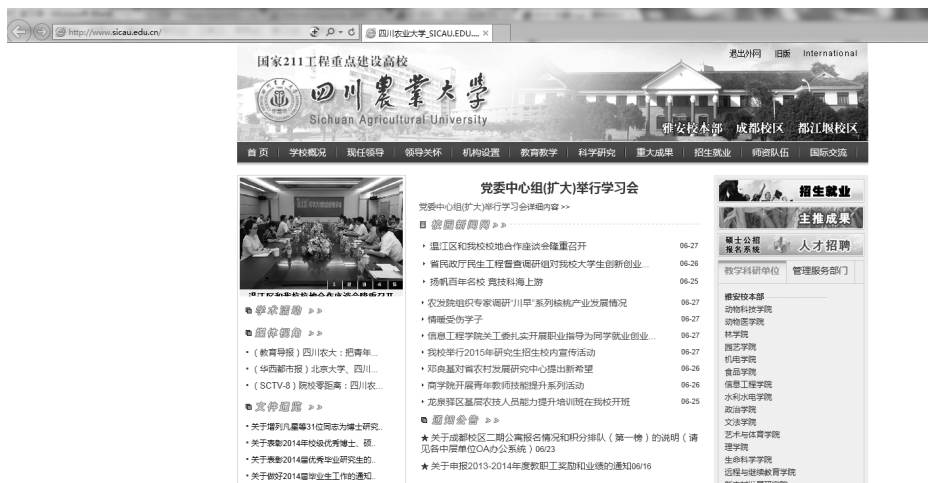 http://www.sicau.edu.cn/
四川农业大学_SICAU.EDU.... ×
退出外网 旧版 International
国家211工程重点建设高校
四川農業大學
Sichuan Agricultural University
雅安校本部 成都校区 都江堰校区
首页 学校概况 现任领导 领导关怀 机构设置 教育教学 科学研究 重大成果 招生就业 师资队伍 国际交流
1 2 3 4 5
温江区和我校校地合作座谈会隆重召开
学术活动 >>
媒体视角 >>
·（教育导报）四川农大：把青年...
·（华西都市报）北京大学、四川...
·（SCTV-8）院校零距离：四川农...
文件通览 >>
·关于增列凡星等31位同志为博士研究..
·关于表彰2014年校级优秀博士、硕..
·关于表彰2014届优秀毕业研究生的..
·关于做好2014届毕业生工作的通知..
党委中心组(扩大)举行学习会
党委中心组(扩大)举行学习会详细内容 >>
校园新闻网 >>
温江区和我校校地合作座谈会隆重召开 06-27
省民政厅民生工程督查调研组对我校大学生创新创业... 06-26
扬帆百年名校 竞技科海上游 06-25
农发院组织专家调研“川早”系列核桃产业发展情况 06-27
情暖受伤学子 06-27
信息工程学院关工委扎实开展职业指导为同学就业创业... 06-27
我校举行2015年研究生招生校内宣传活动 06-27
邓良基对省农村发展研究中心提出新希望 06-26
商学院开展青年教师技能提升系列活动 06-26
龙泉驿区基层农技人员能力提升培训班在我校开班 06-25
通知公告 >>
★关于成都校区二期公寓报名情况和积分排队（第一榜）的说明（请
见各中层单位OA办公系统）06/23
★关于申报2013-2014年度教职工奖励和业绩的通知06/16
招生就业
主推成果
硕士公招
报名系统
人才招聘
教学科研单位 管理服务部门
雅安校本部
动物科技学院
动物医学院
林学院
园艺学院
机电学院
食品学院
信息工程学院
水利水电学院
政治学院
文法学院
艺术与体育学院
理学院
生命科学学院
远程与继续教育学院